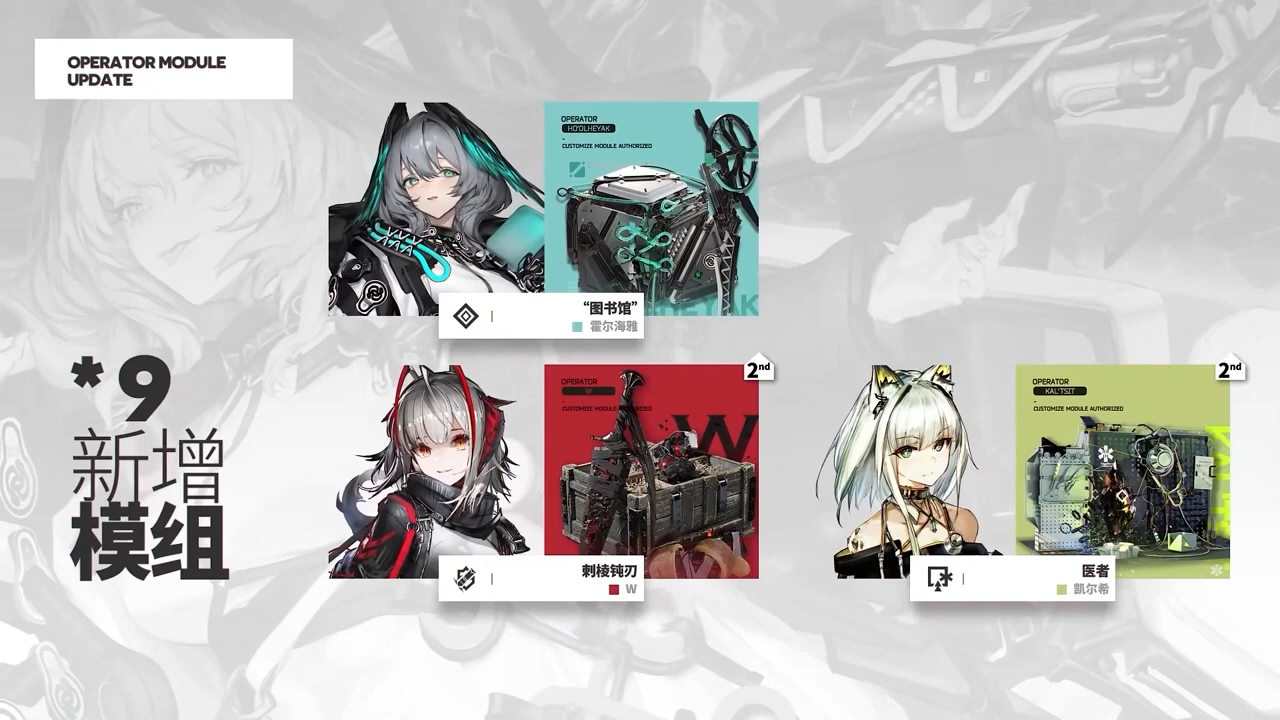 OPERATOR MODULE
UPDATE
OPERATOR
HO'OLHEYAK
CUSTOMIZE MODULE AUTHORIZED
“图书馆”
霍尔海雅
*9
新增
模组
2nd
OPERATOR
W
CUSTOMIZE MODULE AUTHORIZED
W
刺棱钝刃
W
2nd
OPERATOR
KAL'TSIT
CUSTOMIZE MODULE AUTHORIZED
医者
凯尔希